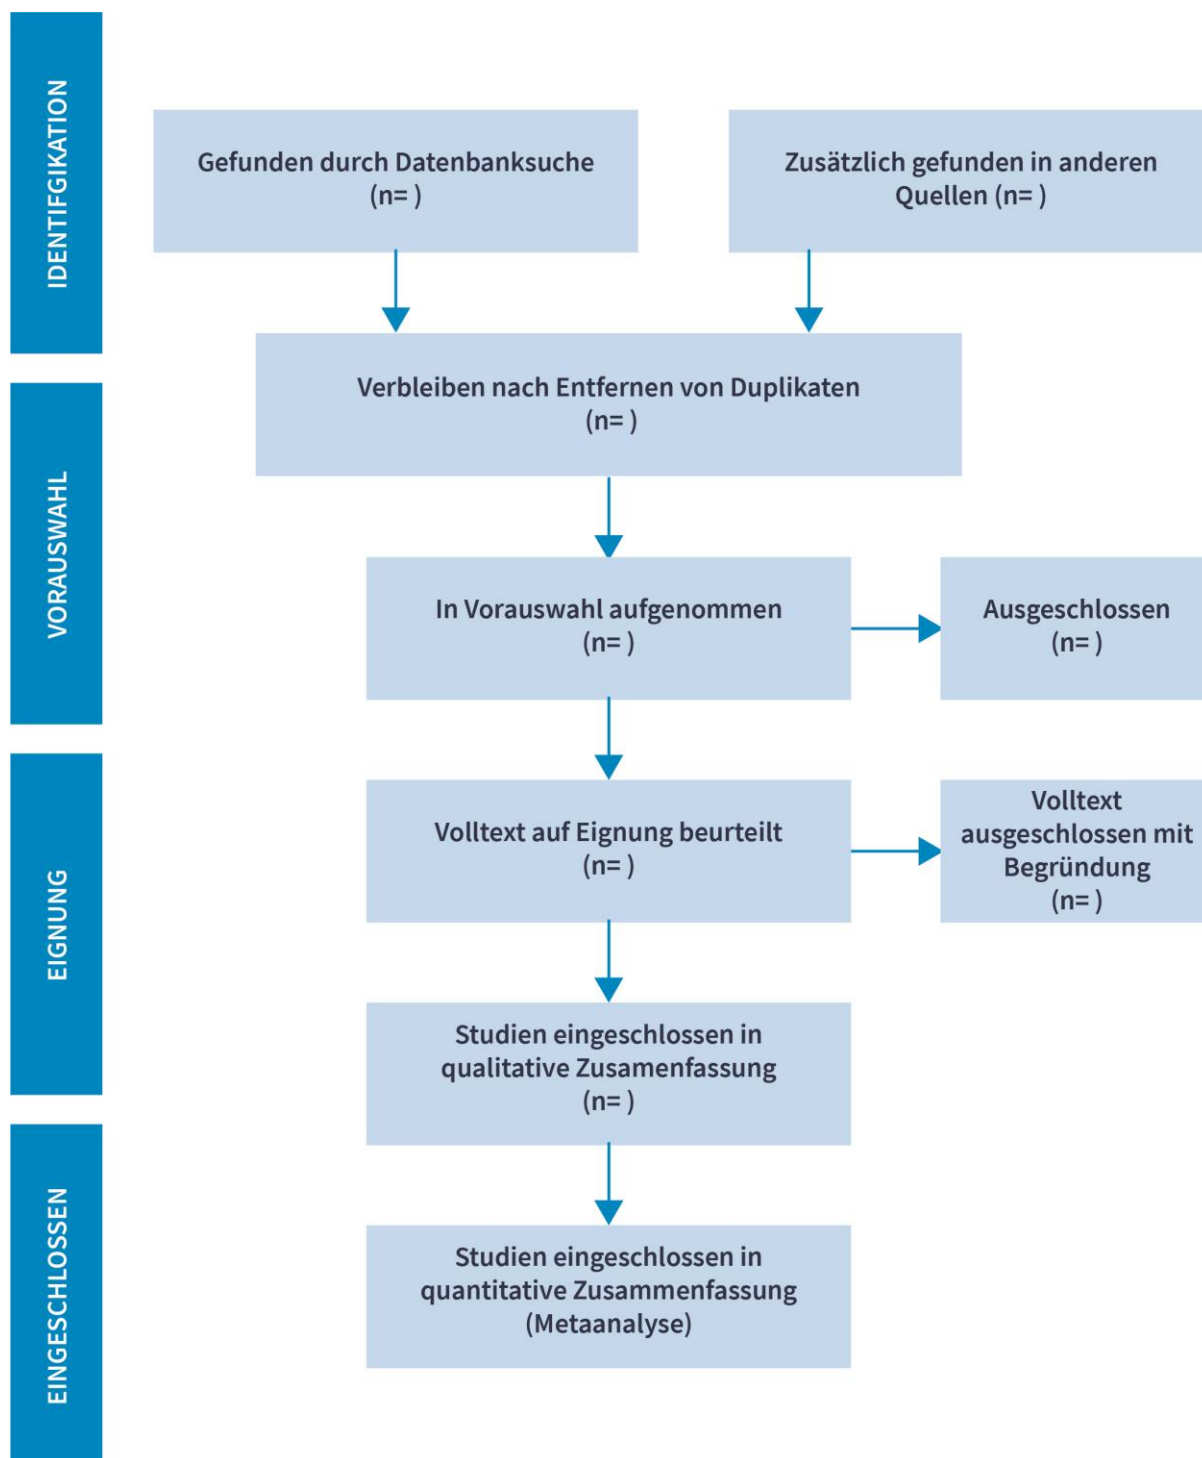 IDENTIFGIKATION
Gefunden durch Datenbanksuche
(n= )
Zusätzlich gefunden in anderen
Quellen (n= )
Verbleiben nach Entfernen von Duplikaten
(n= )
VORAUSWAHL
In Vorauswahl aufgenommen
(n= )
Ausgeschlossen
(n= )
EIGNUNG
Volltext auf Eignung beurteilt
(n= )
Volltext
ausgeschlossen mit
Begründung
(n= )
Studien eingeschlossen in
qualitative Zusamenfassung
(n= )
EINGESCHLOSSEN
Studien eingeschlossen in
quantitative Zusammenfassung
(Metaanalyse)